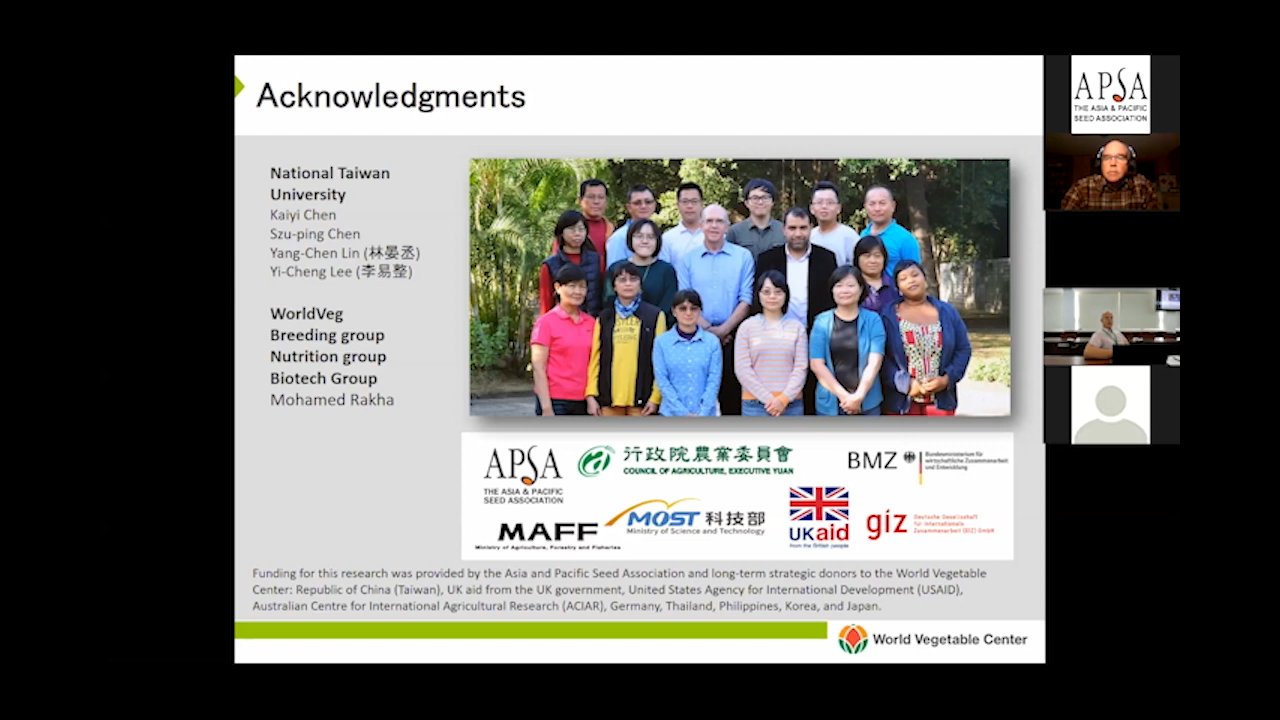 Acknowledgments
National Taiwan
University
Kaiyi Chen
Szu-ping Chen
Yang-Chen Lin (林晏丞)
Yi-Cheng Lee (李易整)
WorldVeg
Breeding group
Nutrition group
Biotech Group
Mohamed Rakha
APSA
THE ASIA & PACIFIC
SEED ASSOCIATION
行政院農業委員會
COUNCIL OF AGRICULTURE, EXECUTIVE YUAN
BMZ
Bundesministerium für
wirtschaftliche Zusammenarbeit
und Entwicklung
MAFF
Ministry of Agriculture, Forestry and Fisheries
MOST 科技部
Ministry of Science and Technology
UKaid
from the British people
giz
Deutsche Gesellschaft
für Internationale
Zusammenarbeit (GIZ) GmbH
Funding for this research was provided by the Asia and Pacific Seed Association and long-term strategic donors to the World Vegetable
Center: Republic of China (Taiwan), UK aid from the UK government, United States Agency for International Development (USAID),
Australian Centre for International Agricultural Research (ACIAR), Germany, Thailand, Philippines, Korea, and Japan.
World Vegetable Center
APSA
THE ASIA & PACIFIC
SEED ASSOCIATION